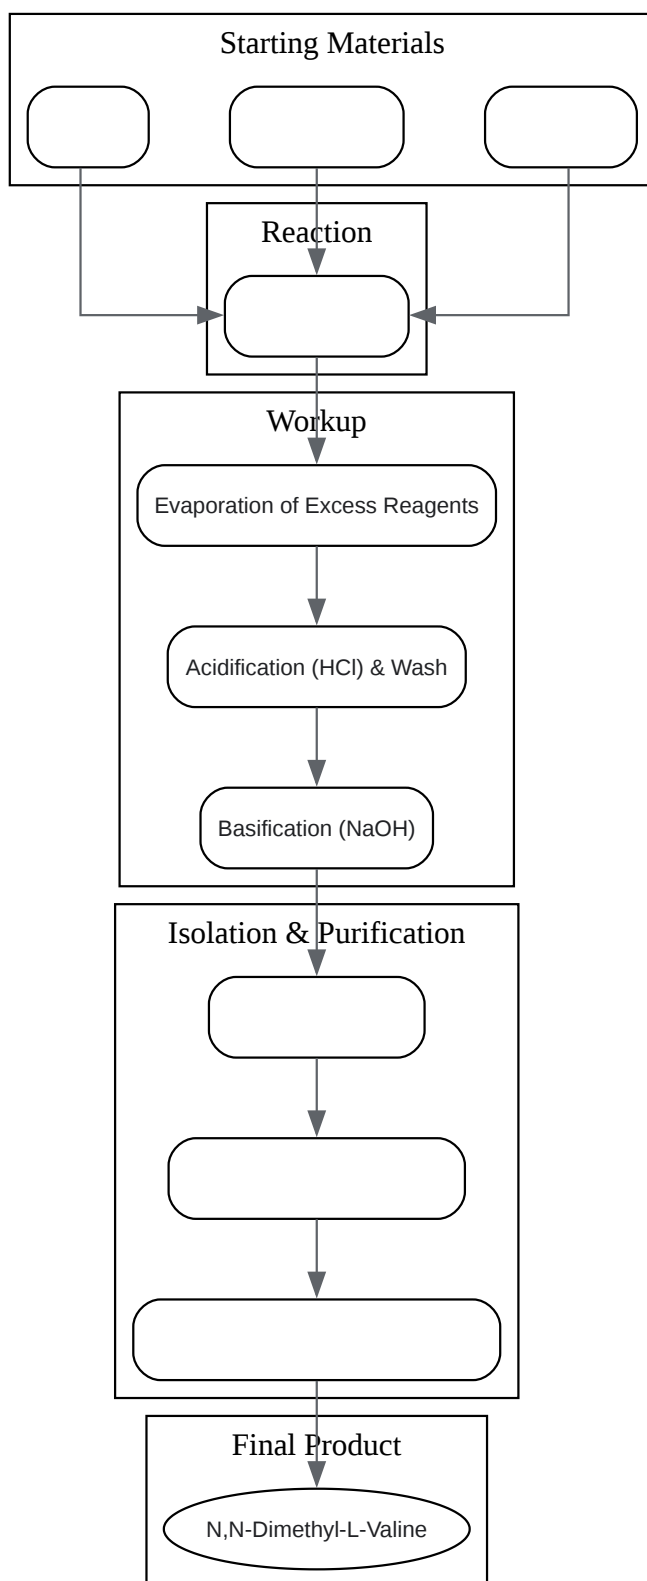 Starting Materials
Reaction
Workup
Evaporation of Excess Reagents
Acidification (HCl) & Wash
Basification (NaOH)
Isolation & Purification
Final Product
N,N-Dimethyl-L-Valine